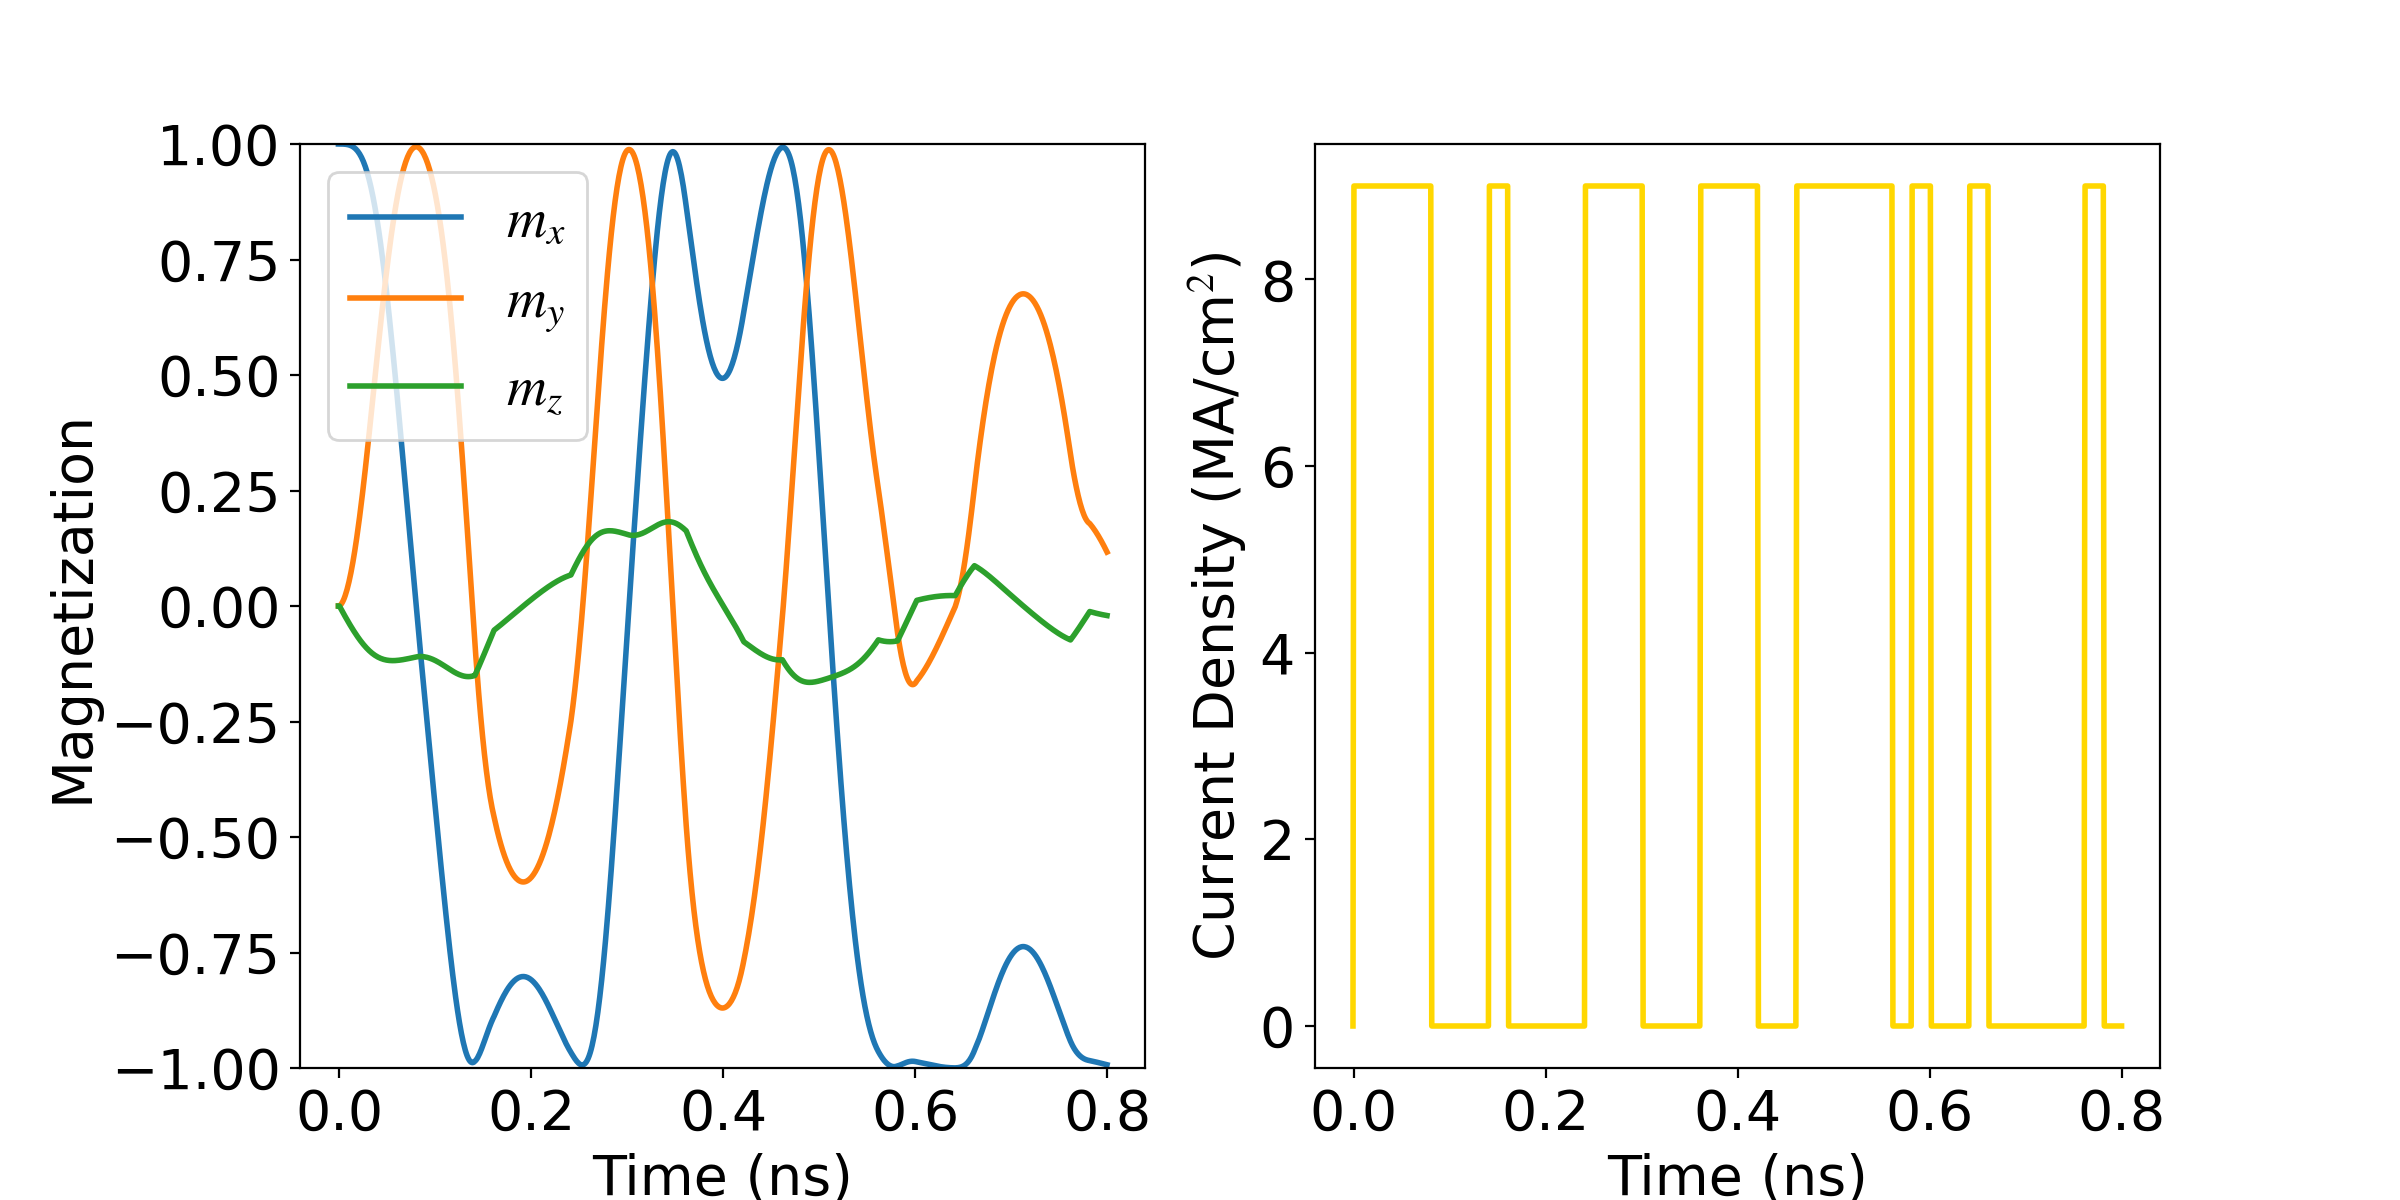 1.00
0.75
0.50
0.25
0.00
−0.25
−0.50
−0.75
−1.00
Magnetization
m_x
m_y
m_z
0.0 0.2 0.4 0.6 0.8
Time (ns)
Current Density (MA/cm²)
8
6
4
2
0
0.0 0.2 0.4 0.6 0.8
Time (ns)